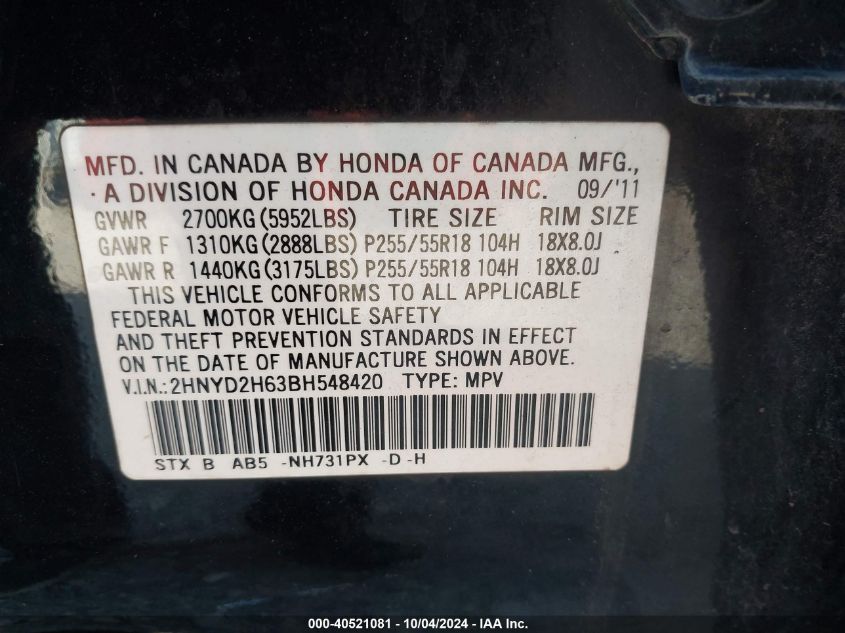 MFD. IN CANADA BY HONDA OF CANADA MFG.,
· A DIVISION OF HONDA CANADA INC. 09/'11
GVWR 2700KG (5952LBS) TIRE SIZE RIM SIZE
GAWR F 1310KG (2888LBS) P255/55R18 104H 18X8.0J
GAWR R 1440KG (3175LBS) P255/55R18 104H 18X8.0J
THIS VEHICLE CONFORMS TO ALL APPLICABLE
FEDERAL MOTOR VEHICLE SAFETY
AND THEFT PREVENTION STANDARDS IN EFFECT
ON THE DATE OF MANUFACTURE SHOWN ABOVE.
V.I.N.: 2HNYD2H63BH548420 TYPE: MPV
STX B AB5 -NH731PX -D -H
000-40521081 - 10/04/2024 - IAA Inc.